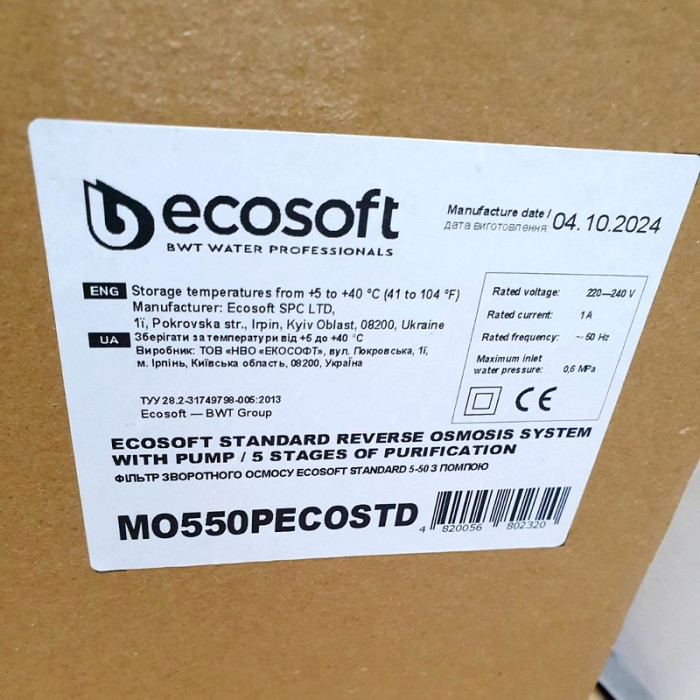 ecosoft
BWT WATER PROFESSIONALS
Manufacture date /
дата виготовлення: 04.10.2024
ENG Storage temperatures from +5 to +40 °C (41 to 104 °F)
Manufacturer: Ecosoft SPC LTD,
1ї, Pokrovska str., Irpin, Kyiv Oblast, 08200, Ukraine
UA Зберігати за температури від +5 до +40 °C
Виробник: ТОВ «НВО «ЕКОСОФТ», вул. Покровська, 1ї,
м. Ірпінь, Київська область, 08200, Україна
Rated voltage: 220—240 V
Rated current: 1 A
Rated frequency: ~ 50 Hz
Maximum inlet
water pressure: 0,6 MPa
CE
ТУУ 28.2-31749798-005:2013
Ecosoft — BWT Group
ECOSOFT STANDARD REVERSE OSMOSIS SYSTEM
WITH PUMP / 5 STAGES OF PURIFICATION
ФІЛЬТР ЗВОРОТНОГО ОСМОСУ ECOSOFT STANDARD 5-50 З ПОМПОЮ
MO550PECOSTD
4 820056 802320